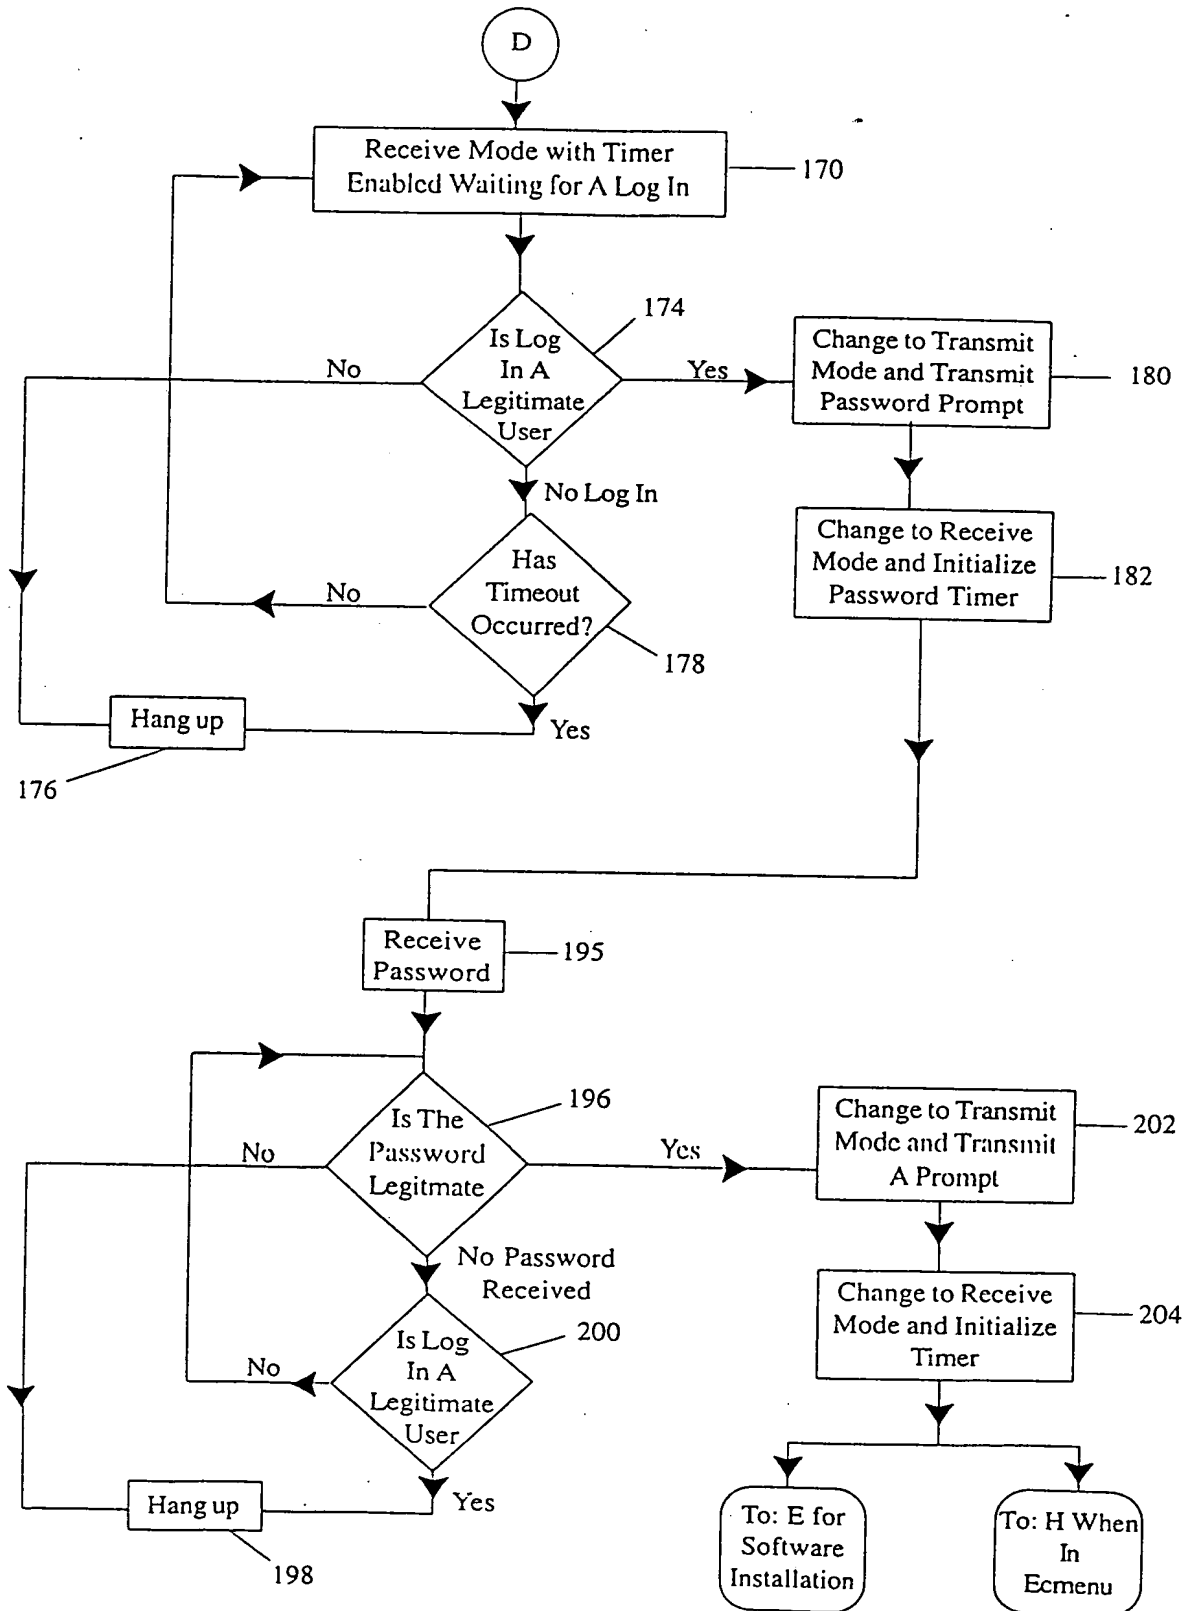 D
Receive Mode with Timer
Enabled Waiting for A Log In
170
174
Is Log
In A
Legitimate
User
No
Yes
Change to Transmit
Mode and Transmit
Password Prompt
180
No Log In
Change to Receive
Mode and Initialize
Password Timer
182
Has
Timeout
Occurred?
No
178
Hang up
Yes
176
Receive
Password
195
196
Is The
Password
Legitmate
No
Yes
Change to Transmit
Mode and Transmit
A Prompt
202
No Password
Received
Change to Receive
Mode and Initialize
Timer
204
200
Is Log
In A
Legitimate
User
No
Hang up
Yes
198
To: E for
Software
Installation
To: H When
In
Ecmenu